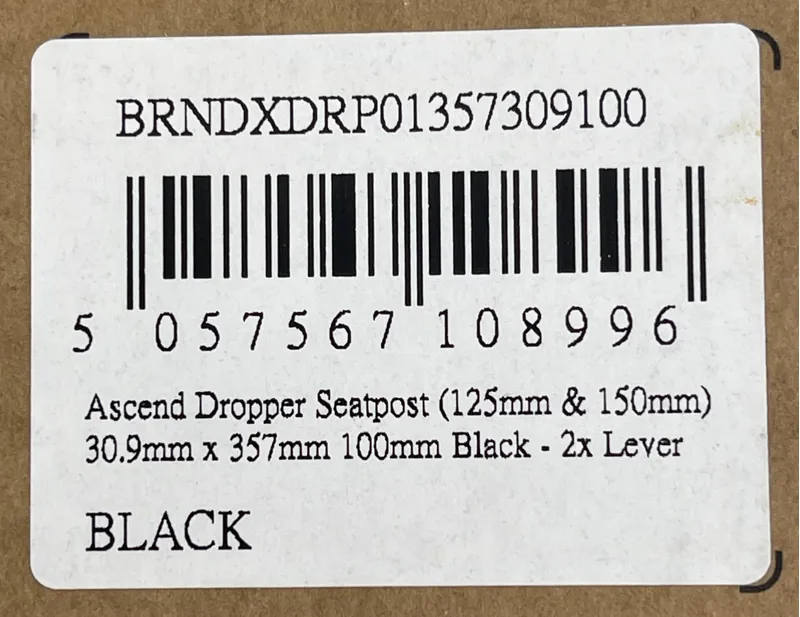 BRNDXDRP01357309100
5 057567 108996
Ascend Dropper Seatpost (125mm & 150mm)
30.9mm x 357mm 100mm Black - 2x Lever
BLACK